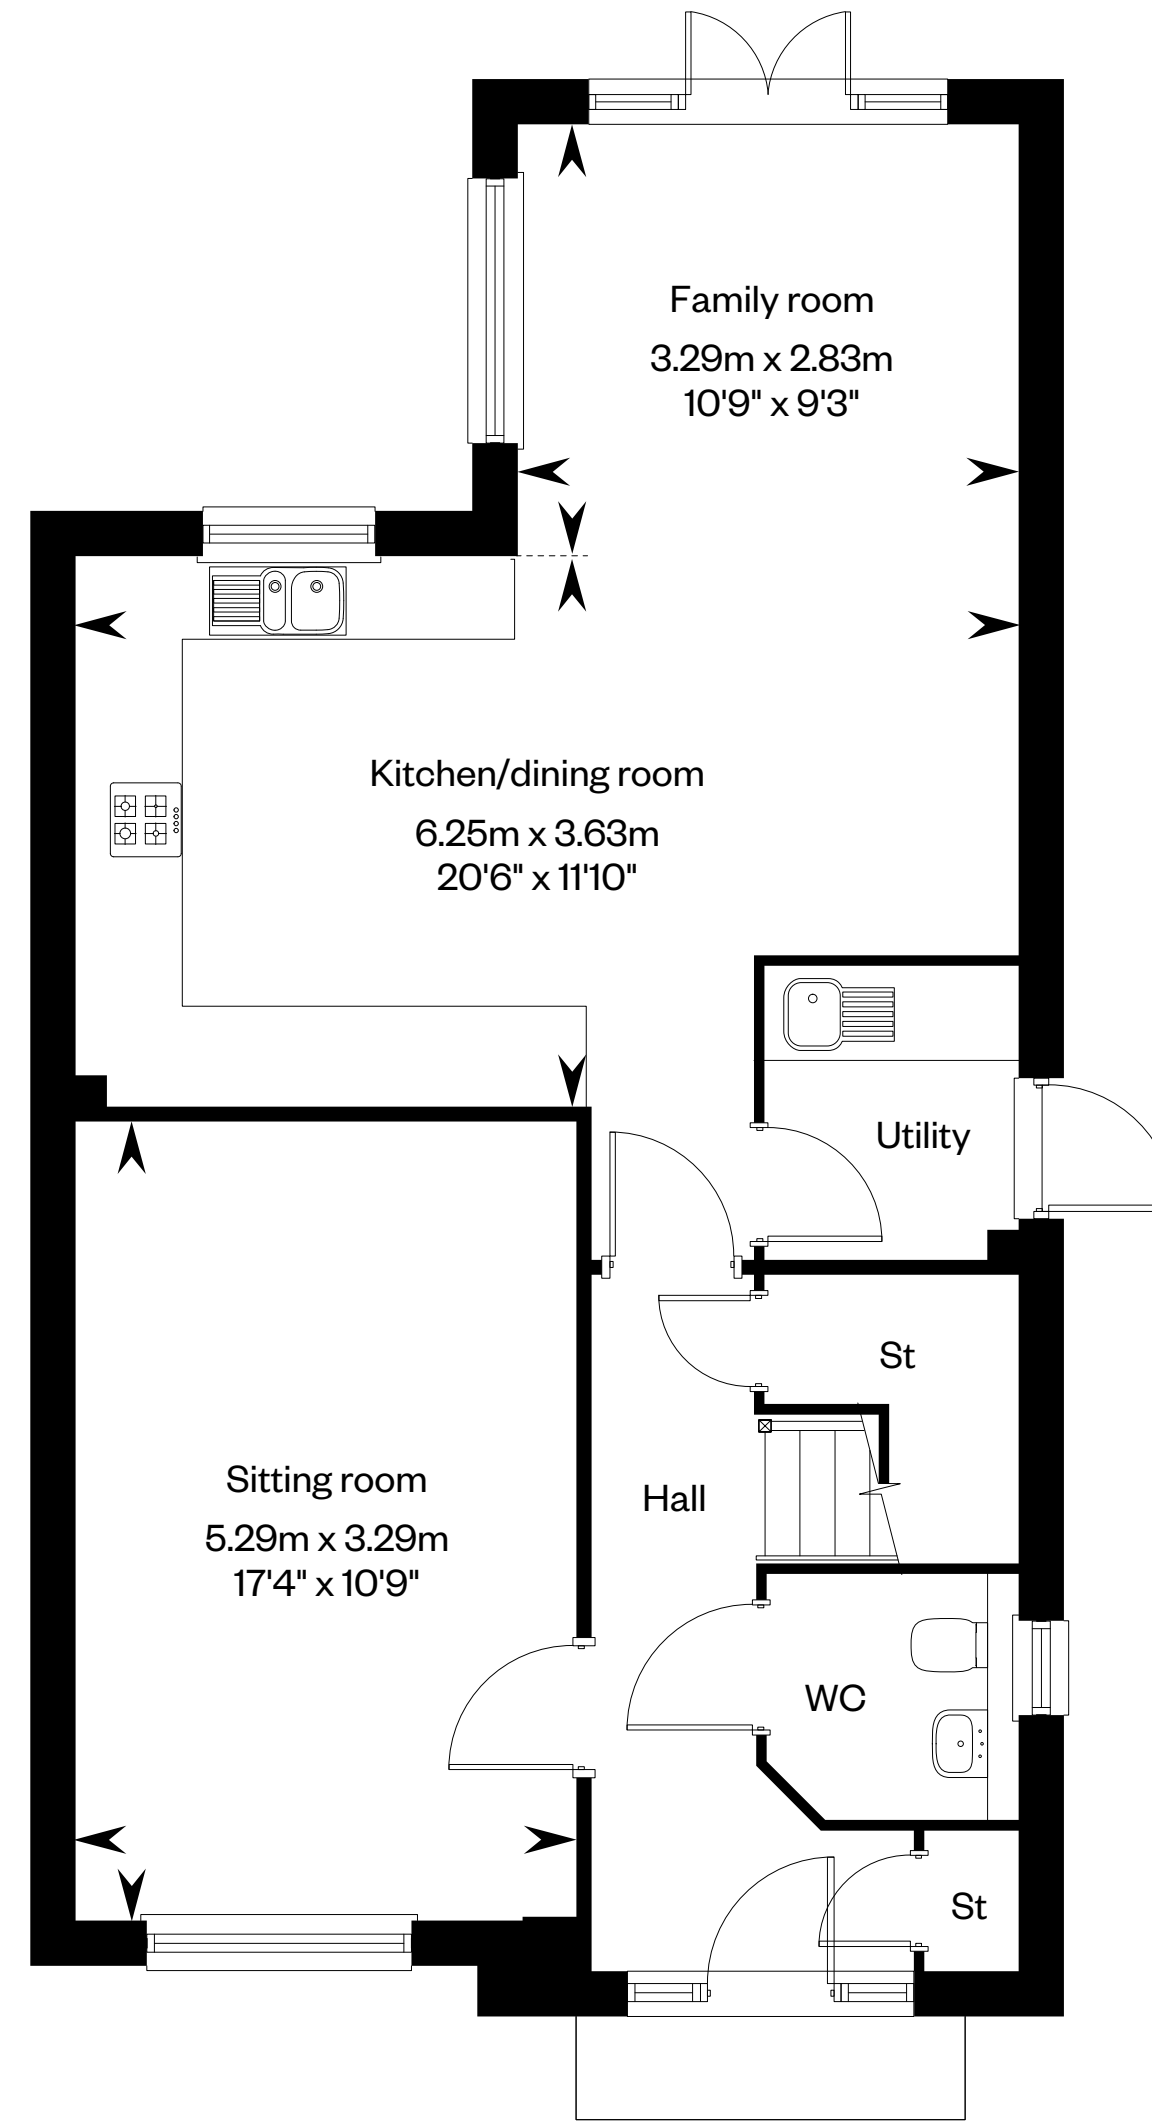 Family room
3.29m x 2.83m
10'9" x 9'3"
Kitchen/dining room
6.25m x 3.63m
20'6" x 11'10"
Utility
St
Hall
Sitting room
5.29m x 3.29m
17'4" x 10'9"
WC
St